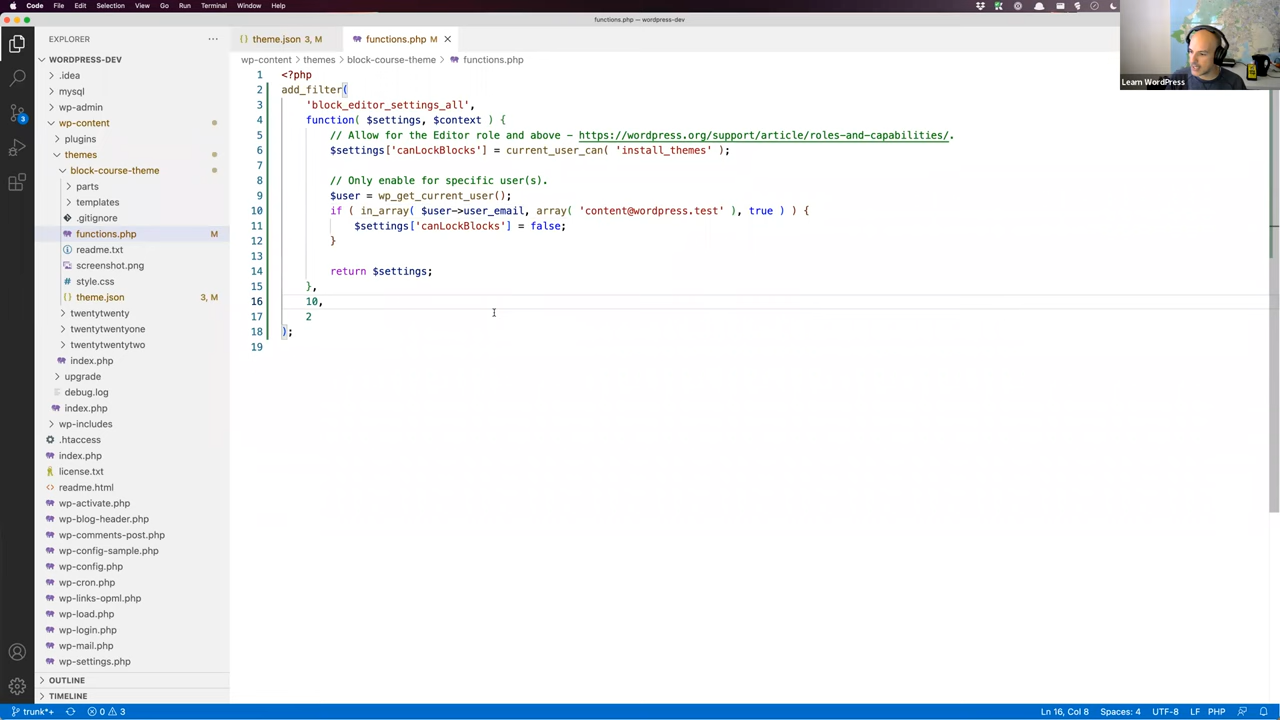 Code File Edit Selection View Go Run Terminal Window Help
functions.php — wordpress-dev
EXPLORER
theme.json 3, M
functions.php M
WORDPRESS-DEV
.idea
mysql
wp-admin
wp-content
plugins
themes
block-course-theme
parts
templates
.gitignore
functions.php M
readme.txt
screenshot.png
style.css
theme.json 3, M
twentytwenty
twentytwentyone
twentytwentytwo
index.php
upgrade
debug.log
index.php
wp-includes
.htaccess
index.php
license.txt
readme.html
wp-activate.php
wp-blog-header.php
wp-comments-post.php
wp-config-sample.php
wp-config.php
wp-cron.php
wp-links-opml.php
wp-load.php
wp-login.php
wp-mail.php
wp-settings.php
OUTLINE
TIMELINE
wp-content > themes > block-course-theme > functions.php
1 <?php
2 add_filter(
3 'block_editor_settings_all',
4 function( $settings, $context ) {
5 // Allow for the Editor role and above - https://wordpress.org/support/article/roles-and-capabilities/.
6 $settings['canLockBlocks'] = current_user_can( 'install_themes' );
7
8 // Only enable for specific user(s).
9 $user = wp_get_current_user();
10 if ( in_array( $user->user_email, array( 'content@wordpress.test' ), true ) ) {
11 $settings['canLockBlocks'] = false;
12 }
13
14 return $settings;
15 },
16 10,
17 2
18 );
19
Learn WordPress
3
trunk*+ 0 3
Ln 16, Col 8 Spaces: 4 UTF-8 LF PHP